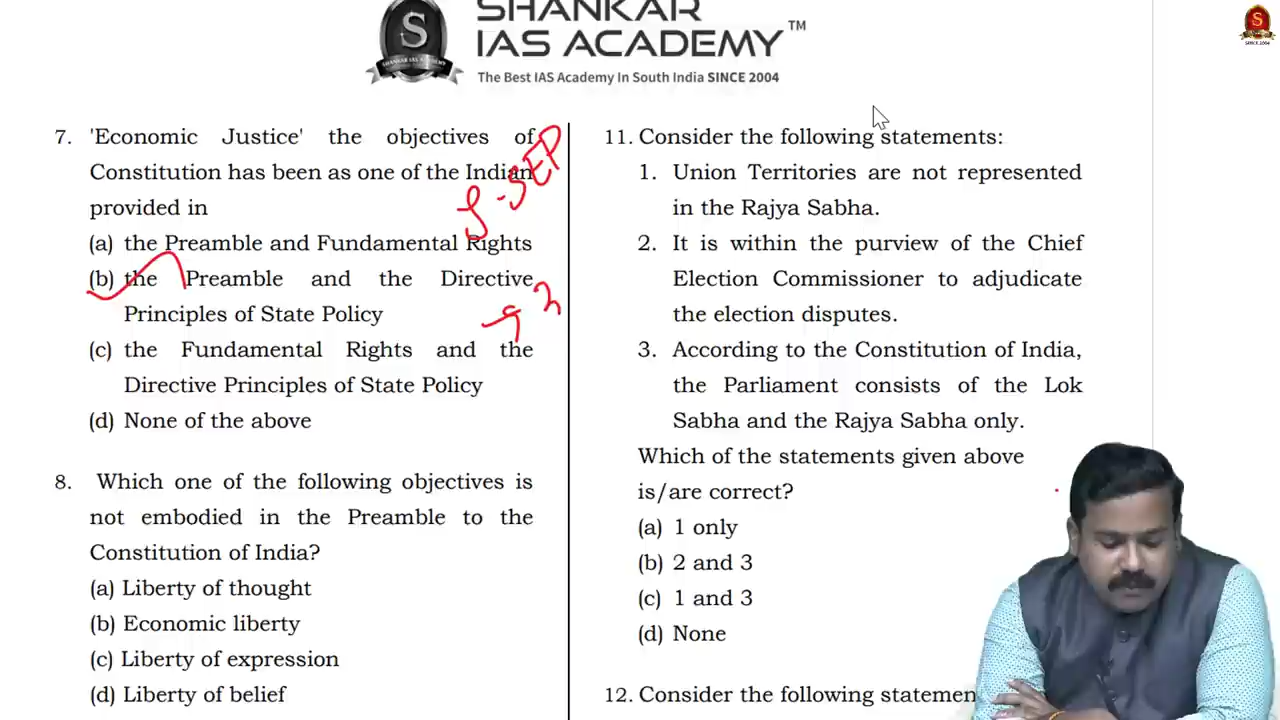 SHANKAR
IAS ACADEMY™
The Best IAS Academy In South India SINCE 2004
S
SHANKAR IAS ACADEMY
S
SINCE 2004
7. 'Economic Justice' the objectives of
Constitution has been as one of the Indian
provided in
(a) the Preamble and Fundamental Rights
(b) the Preamble and the Directive
Principles of State Policy
(c) the Fundamental Rights and the
Directive Principles of State Policy
(d) None of the above
J-SEP
8. Which one of the following objectives is
not embodied in the Preamble to the
Constitution of India?
(a) Liberty of thought
(b) Economic liberty
(c) Liberty of expression
(d) Liberty of belief
11. Consider the following statements:
1. Union Territories are not represented
in the Rajya Sabha.
2. It is within the purview of the Chief
Election Commissioner to adjudicate
the election disputes.
3. According to the Constitution of India,
the Parliament consists of the Lok
Sabha and the Rajya Sabha only.
Which of the statements given above
is/are correct?
(a) 1 only
(b) 2 and 3
(c) 1 and 3
(d) None
12. Consider the following statemen